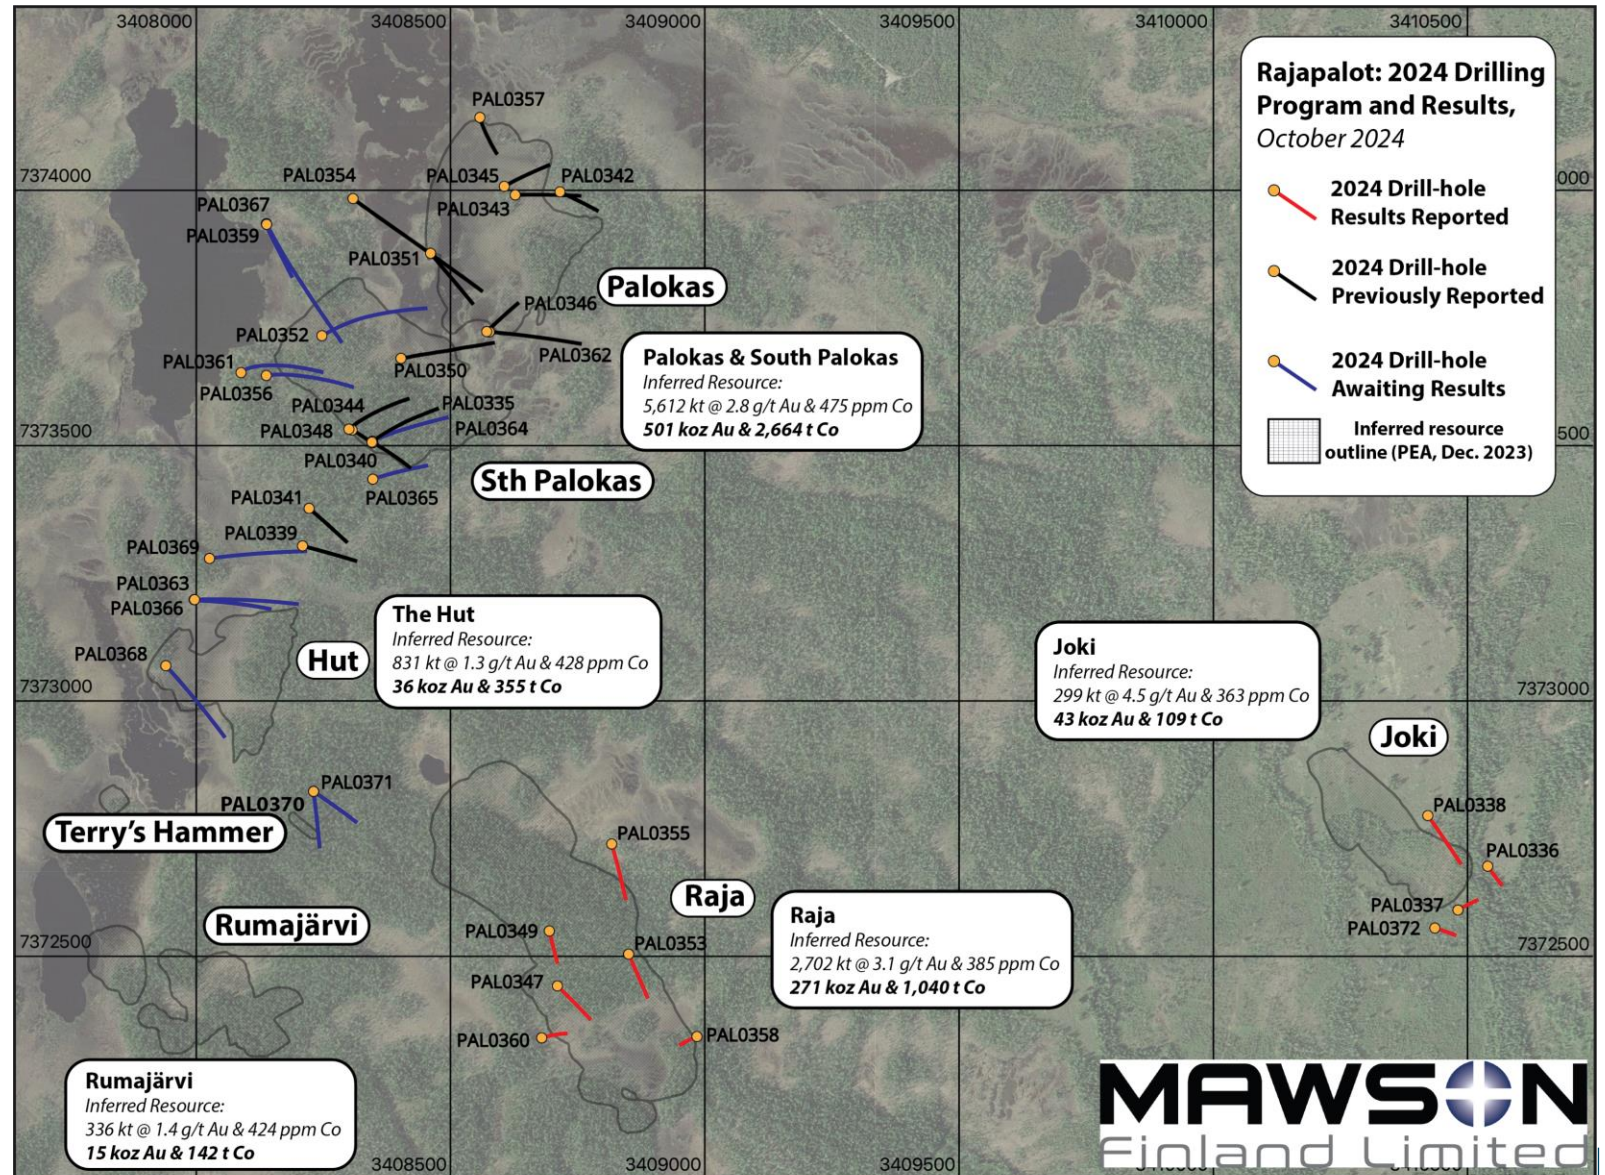 3408000
3408500
3409000
3409500
3410000
3410500
Rajapalot: 2024 Drilling
Program and Results,
October 2024
2024 Drill-hole
Results Reported
2024 Drill-hole
Previously Reported
2024 Drill-hole
Awaiting Results
Inferred resource
outline (PEA, Dec. 2023)
PAL0357
7374000
PAL0354
PAL0345
PAL0342
000
PAL0367
PAL0343
PAL0359
PAL0351
Palokas
PAL0346
PAL0352
PAL0362
PAL0361
PAL0350
PAL0356
Palokas & South Palokas
Inferred Resource:
5,612 kt @ 2.8 g/t Au & 475 ppm Co
501 koz Au & 2,664 t Co
PAL0344
PAL0335
PAL0348
PAL0364
7373500
500
PAL0340
Sth Palokas
PAL0341
PAL0365
PAL0339
PAL0369
PAL0363
PAL0366
The Hut
Inferred Resource:
831 kt @ 1.3 g/t Au & 428 ppm Co
36 koz Au & 355 t Co
PAL0368
Hut
Joki
Inferred Resource:
299 kt @ 4.5 g/t Au & 363 ppm Co
43 koz Au & 109 t Co
7373000
7373000
Joki
PAL0371
PAL0370
Terry's Hammer
PAL0338
PAL0355
PAL0336
Raja
PAL0337
PAL0372
Rumajärvi
PAL0349
PAL0353
Raja
Inferred Resource:
2,702 kt @ 3.1 g/t Au & 385 ppm Co
271 koz Au & 1,040 t Co
7372500
7372500
PAL0347
PAL0360
PAL0358
Rumajärvi
Inferred Resource:
336 kt @ 1.4 g/t Au & 424 ppm Co
15 koz Au & 142 t Co
MAWSON
Finland Limited
3408500
3409000
3409500